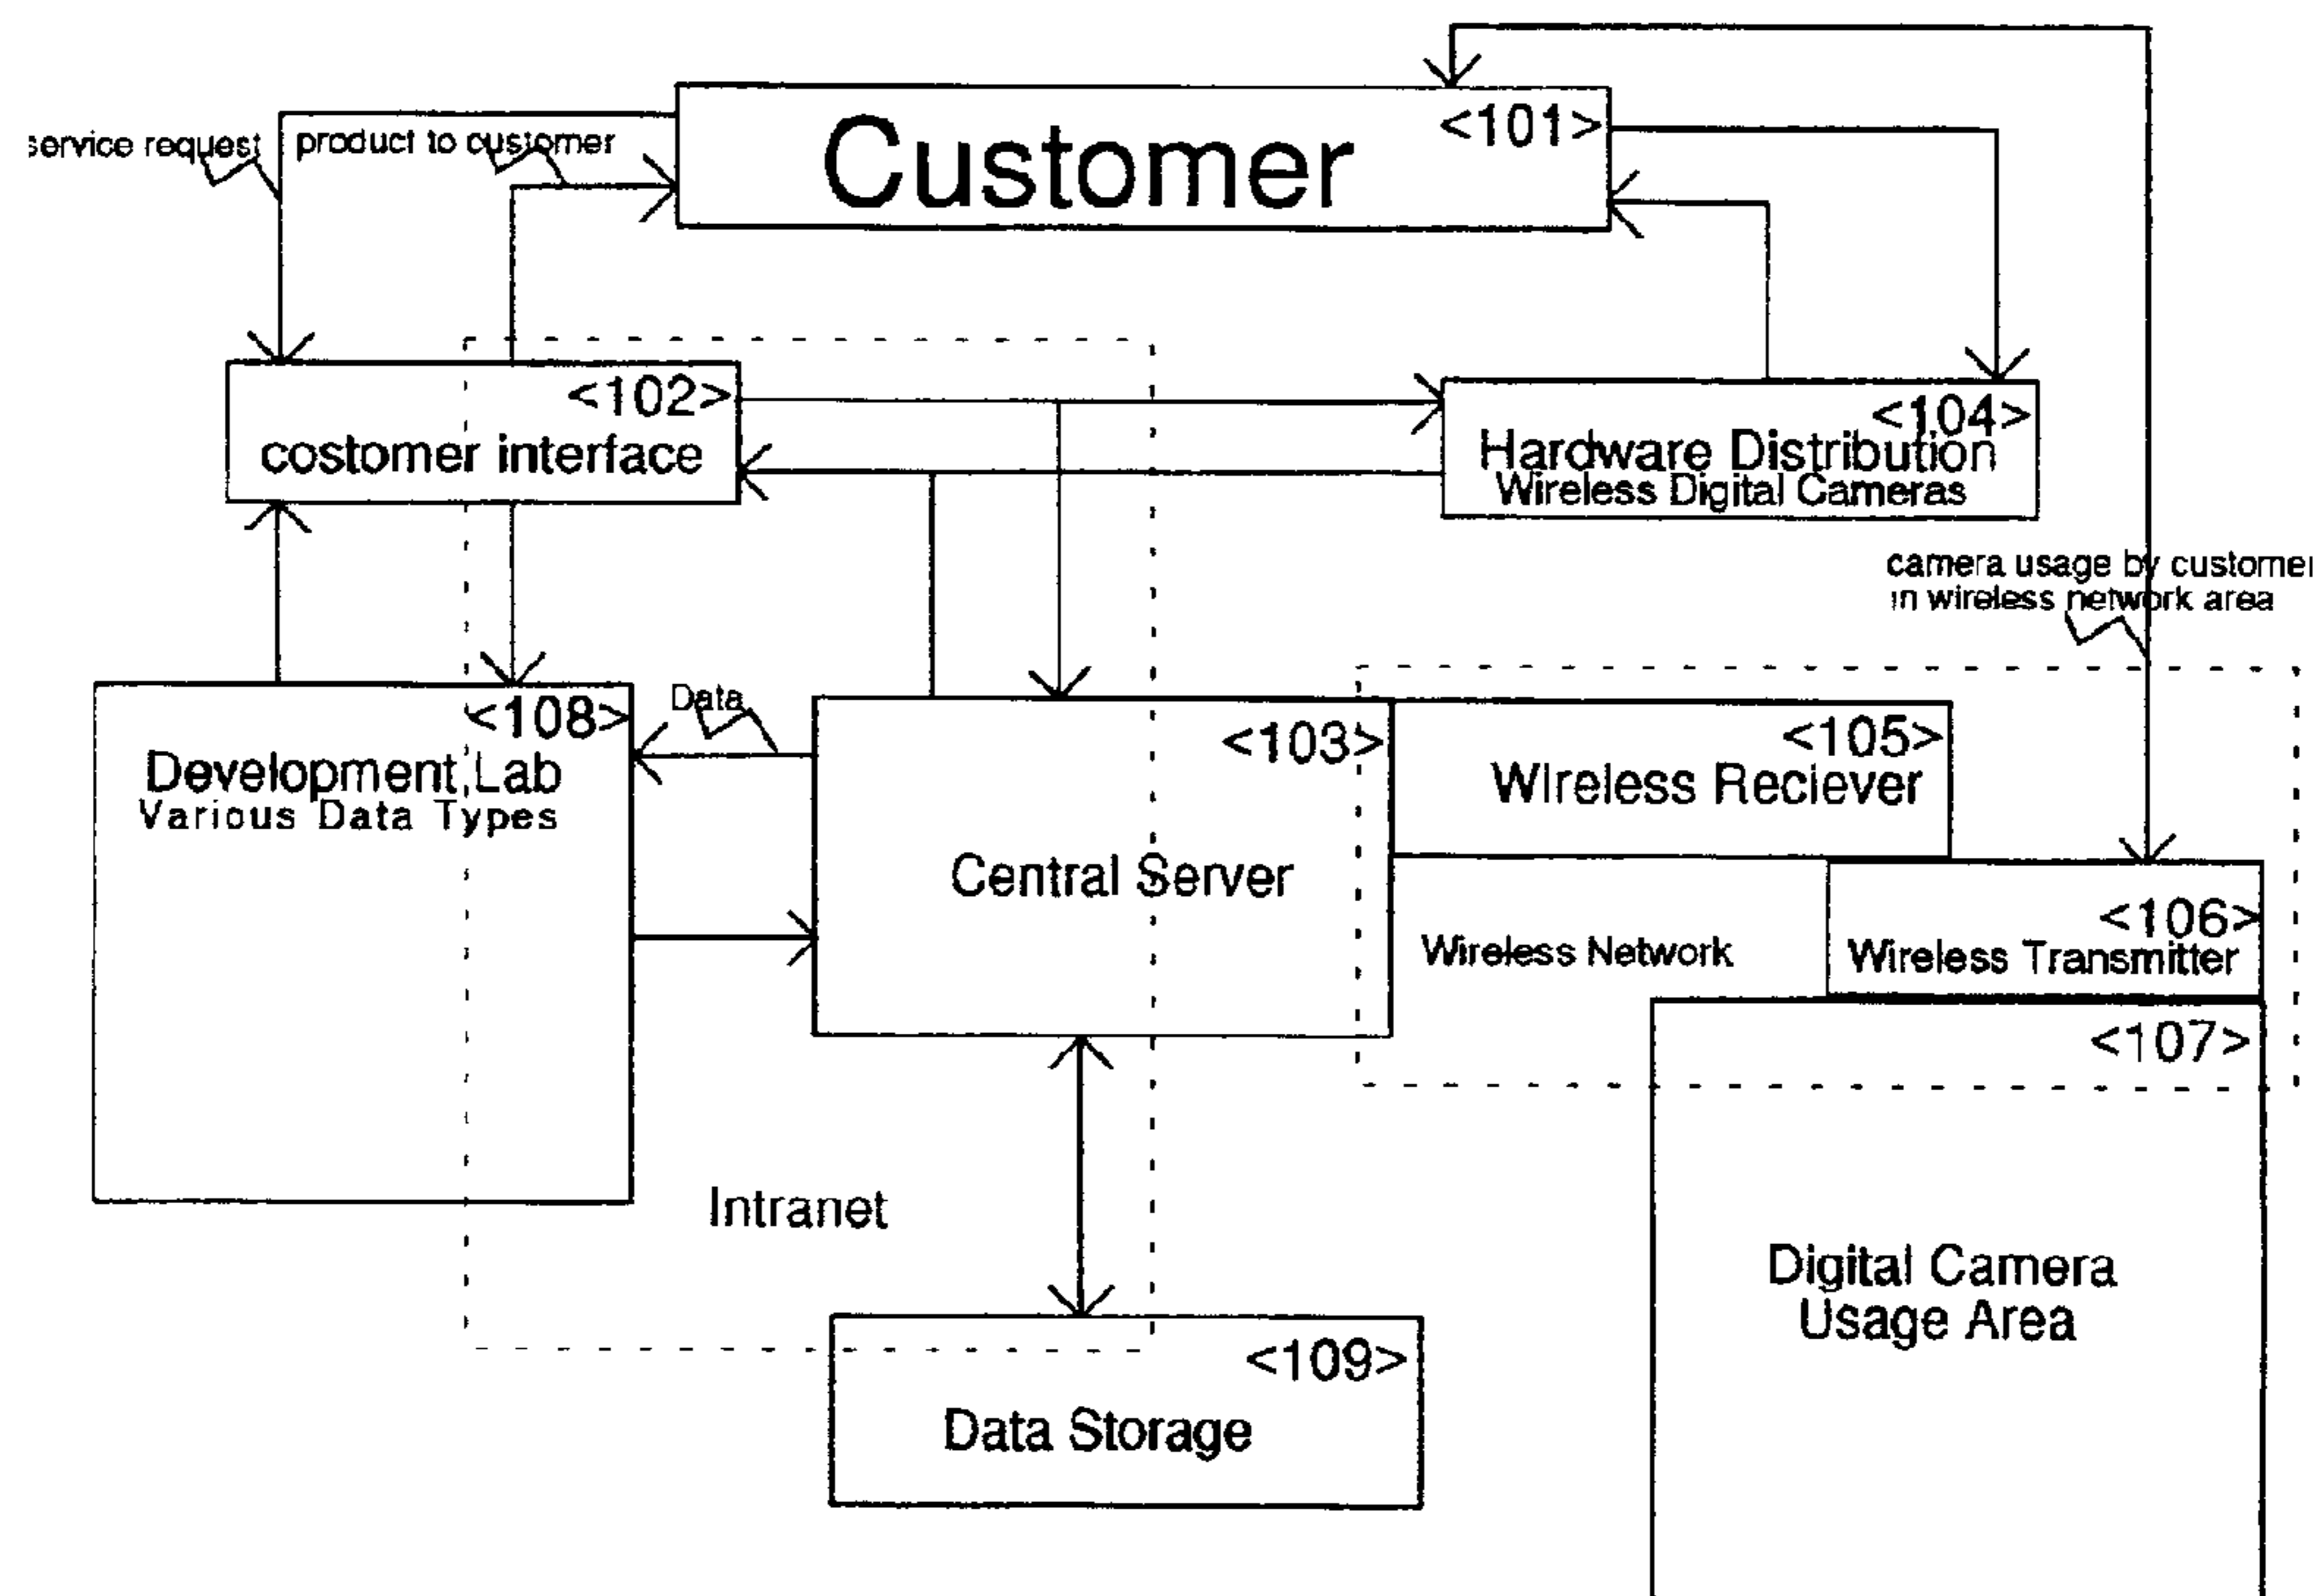 <101>
Customer
service request
product to customer
<102>
costomer interface
<104>
Hardware Distribution
Wireless Digital Cameras
camera usage by customer
in wireless network area
<108>
Development Lab
Various Data Types
Data
<103>
Central Server
<105>
WIreless Reciever
Wireless Network
<106>
Wireless Transmitter
<107>
Digital Camera
Usage Area
Intranet
<109>
Data Storage